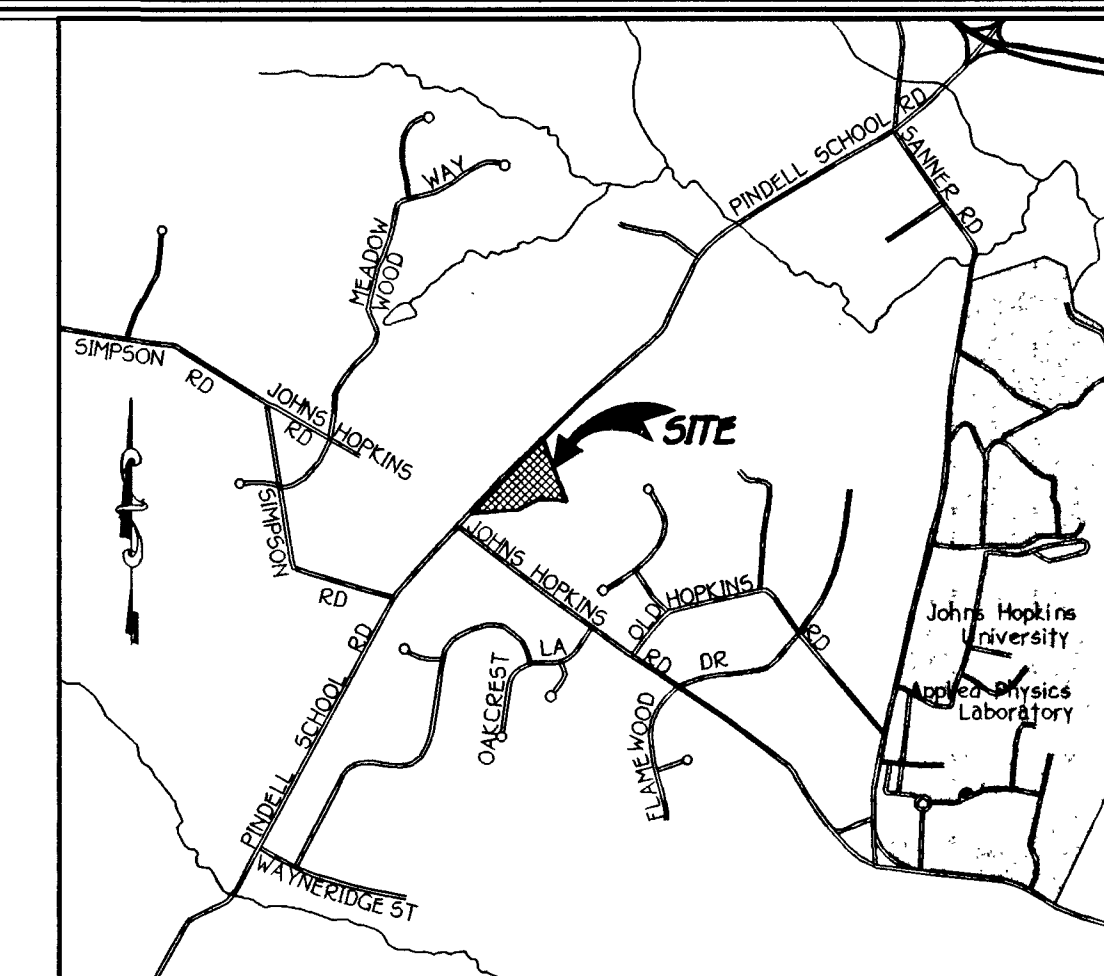 PINDELL SCHOOL RD
SANNER RD
WAY
MEADOW
WOOD
SIMPSON
RD
JOHNS HOPKINS
RD
SITE
SIMPSON
RD
JOHNS HOPKINS
RD
OLD HOPKINS
RD
LA
OAKCREST
DR
FLAMEWOOD
Johns Hopkins
University
Applied Physics
Laboratory
PINDELL SCHOOL RD
WAYNERIDGE ST